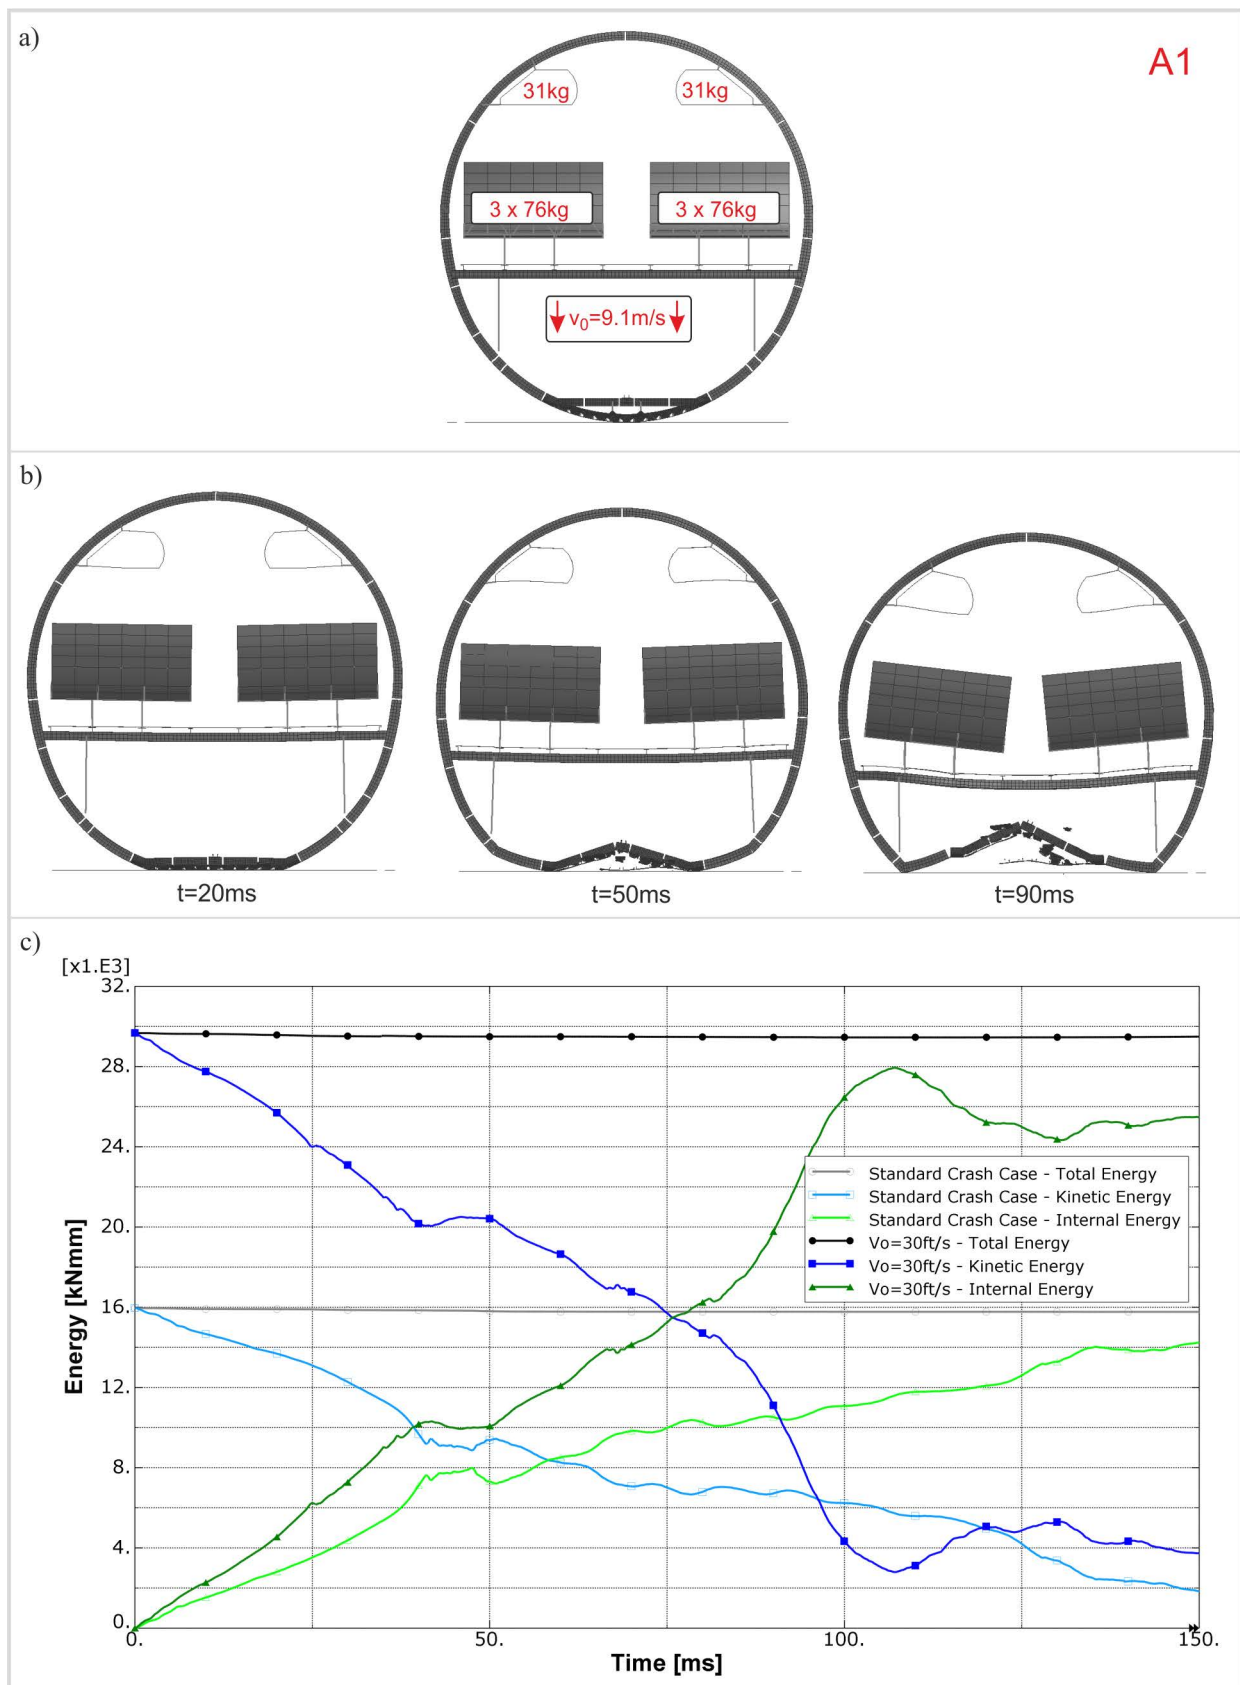 a)
A1
31kg 31kg
3 x 76kg 3 x 76kg
v₀=9.1m/s
b)
t=20ms t=50ms t=90ms
c)
[x1.E3]
32.
28.
24.
20.
16.
12.
8.
4.
0.
Energy [kNmm]
Standard Crash Case - Total Energy
Standard Crash Case - Kinetic Energy
Standard Crash Case - Internal Energy
Vo=30ft/s - Total Energy
Vo=30ft/s - Kinetic Energy
Vo=30ft/s - Internal Energy
0. 50. 100. 150.
Time [ms]